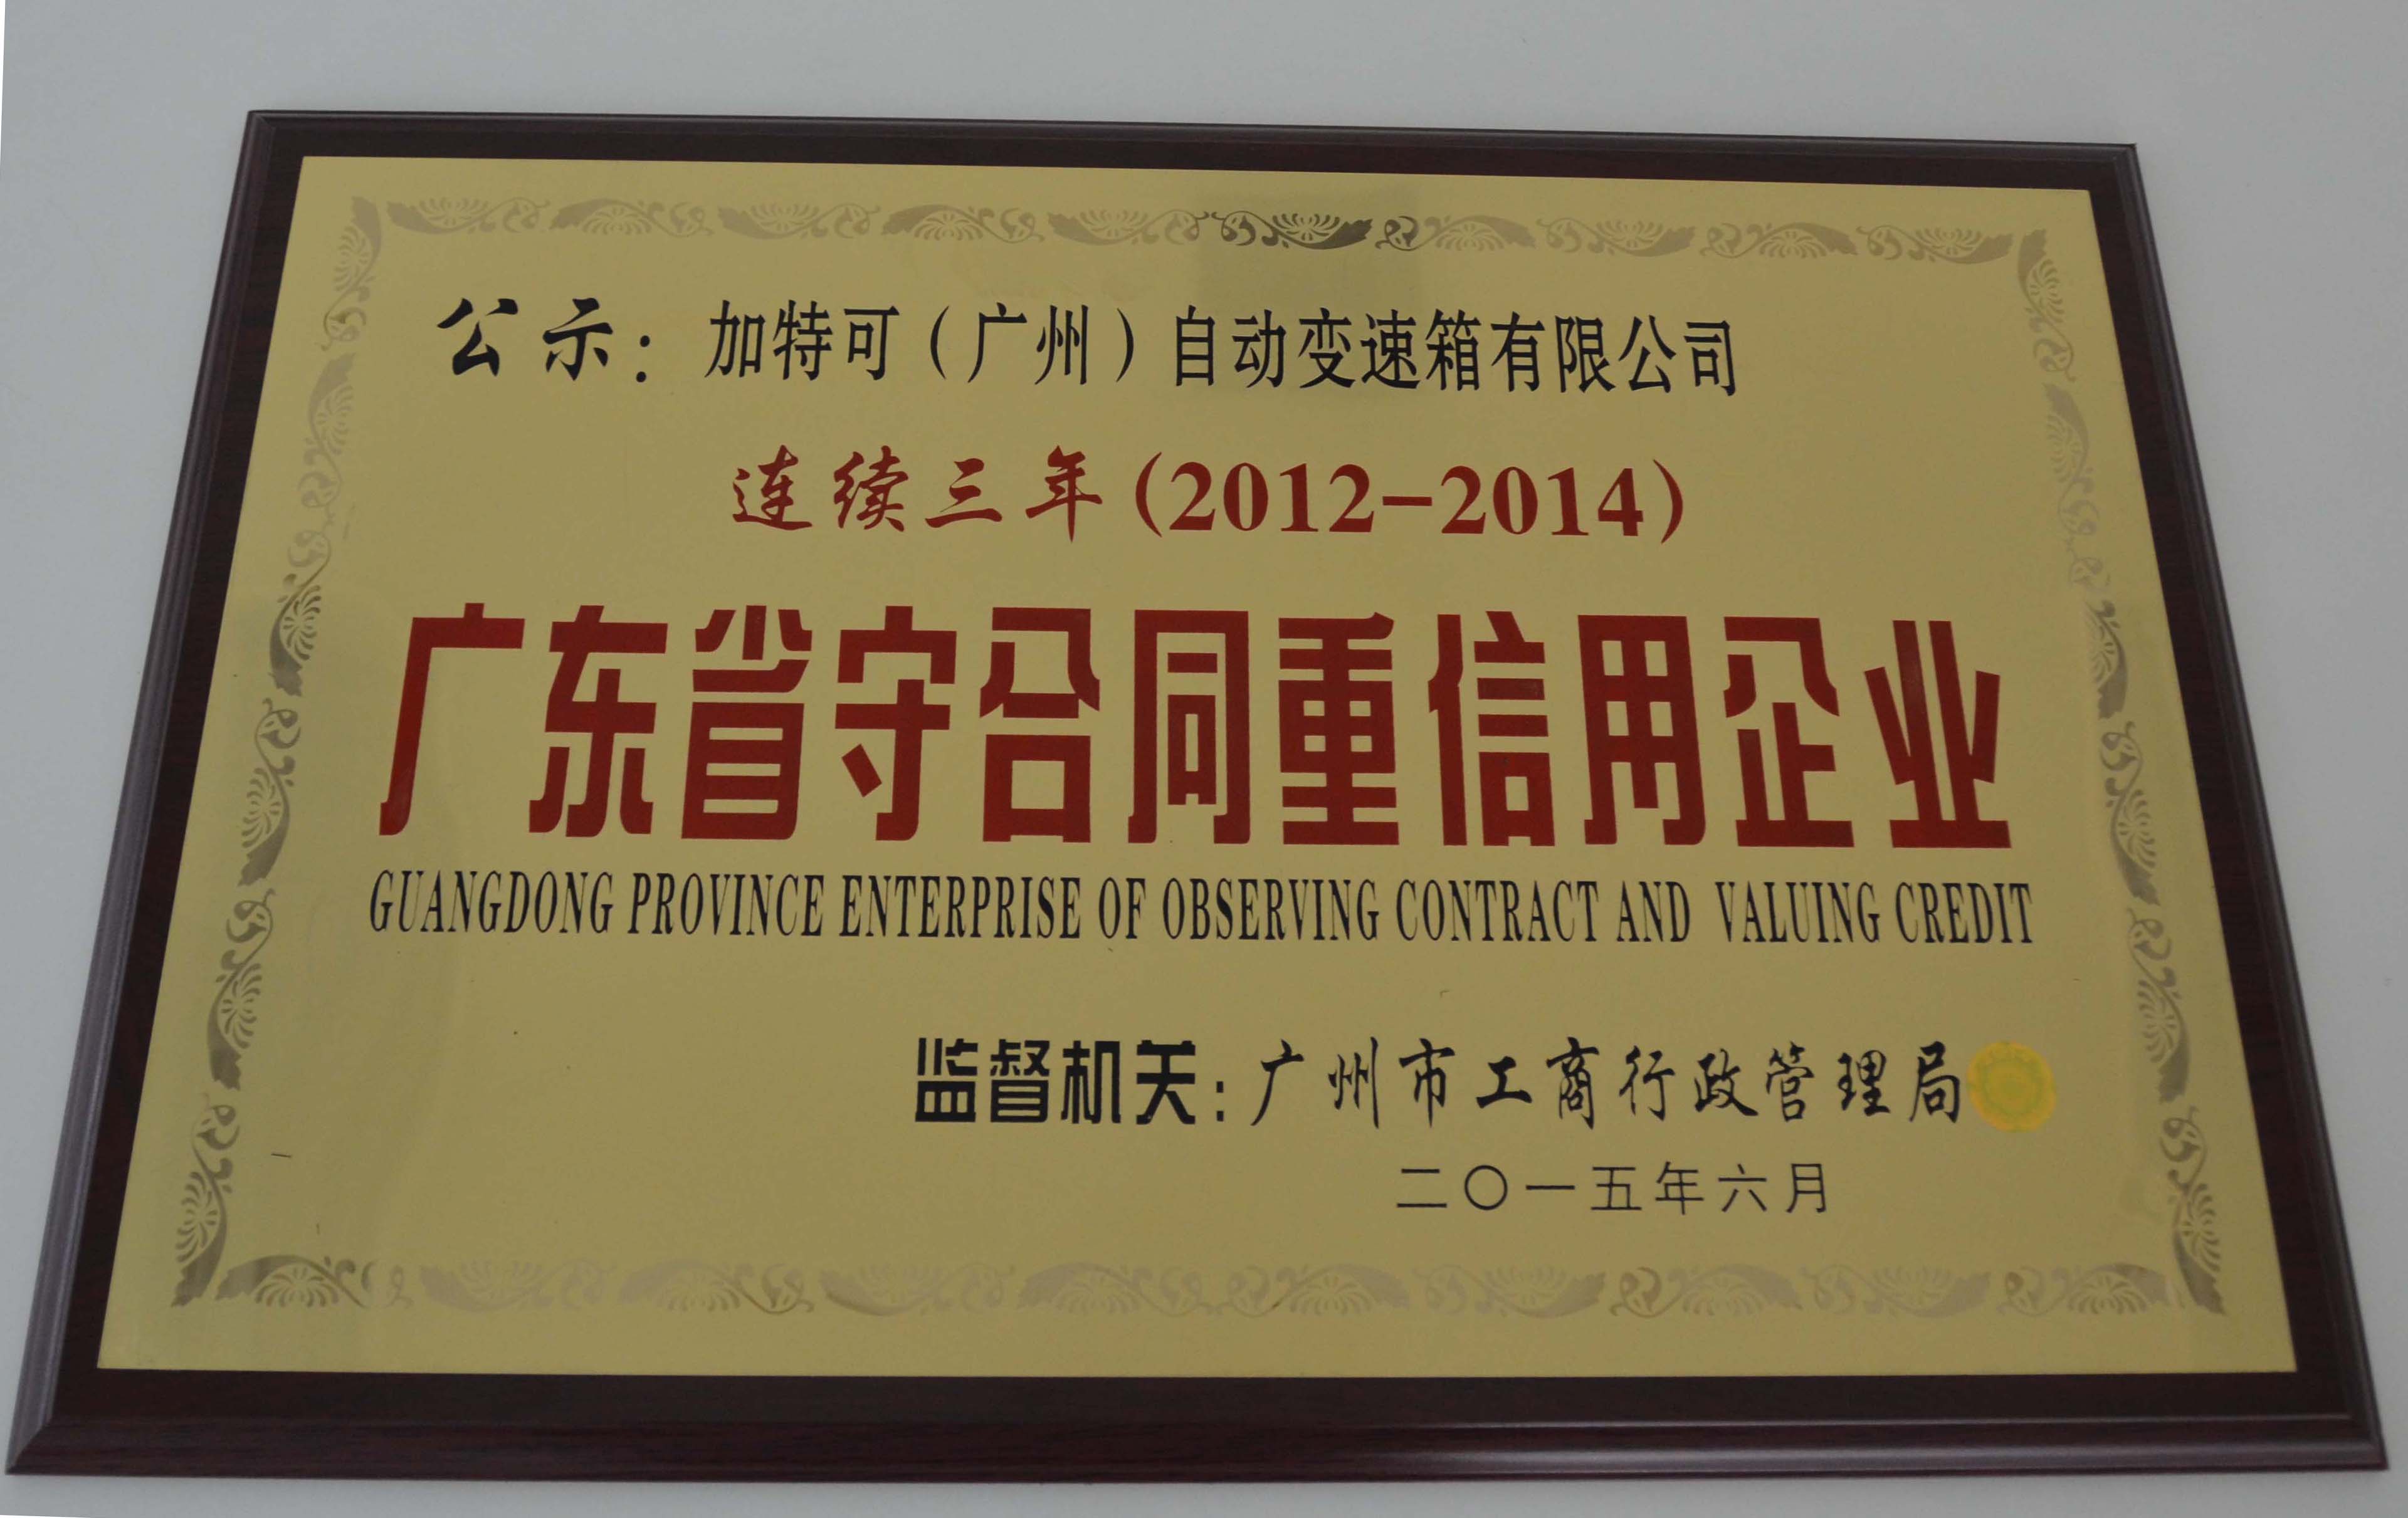 公示：加特可（广州）自动变速箱有限公司
连续三年(2012-2014)
广东省守合同重信用企业
GUANGDONG PROVINCE ENTERPRISE OF OBSERVING CONTRACT AND VALUING CREDIT
监督机关：广州市工商行政管理局
二〇一五年六月